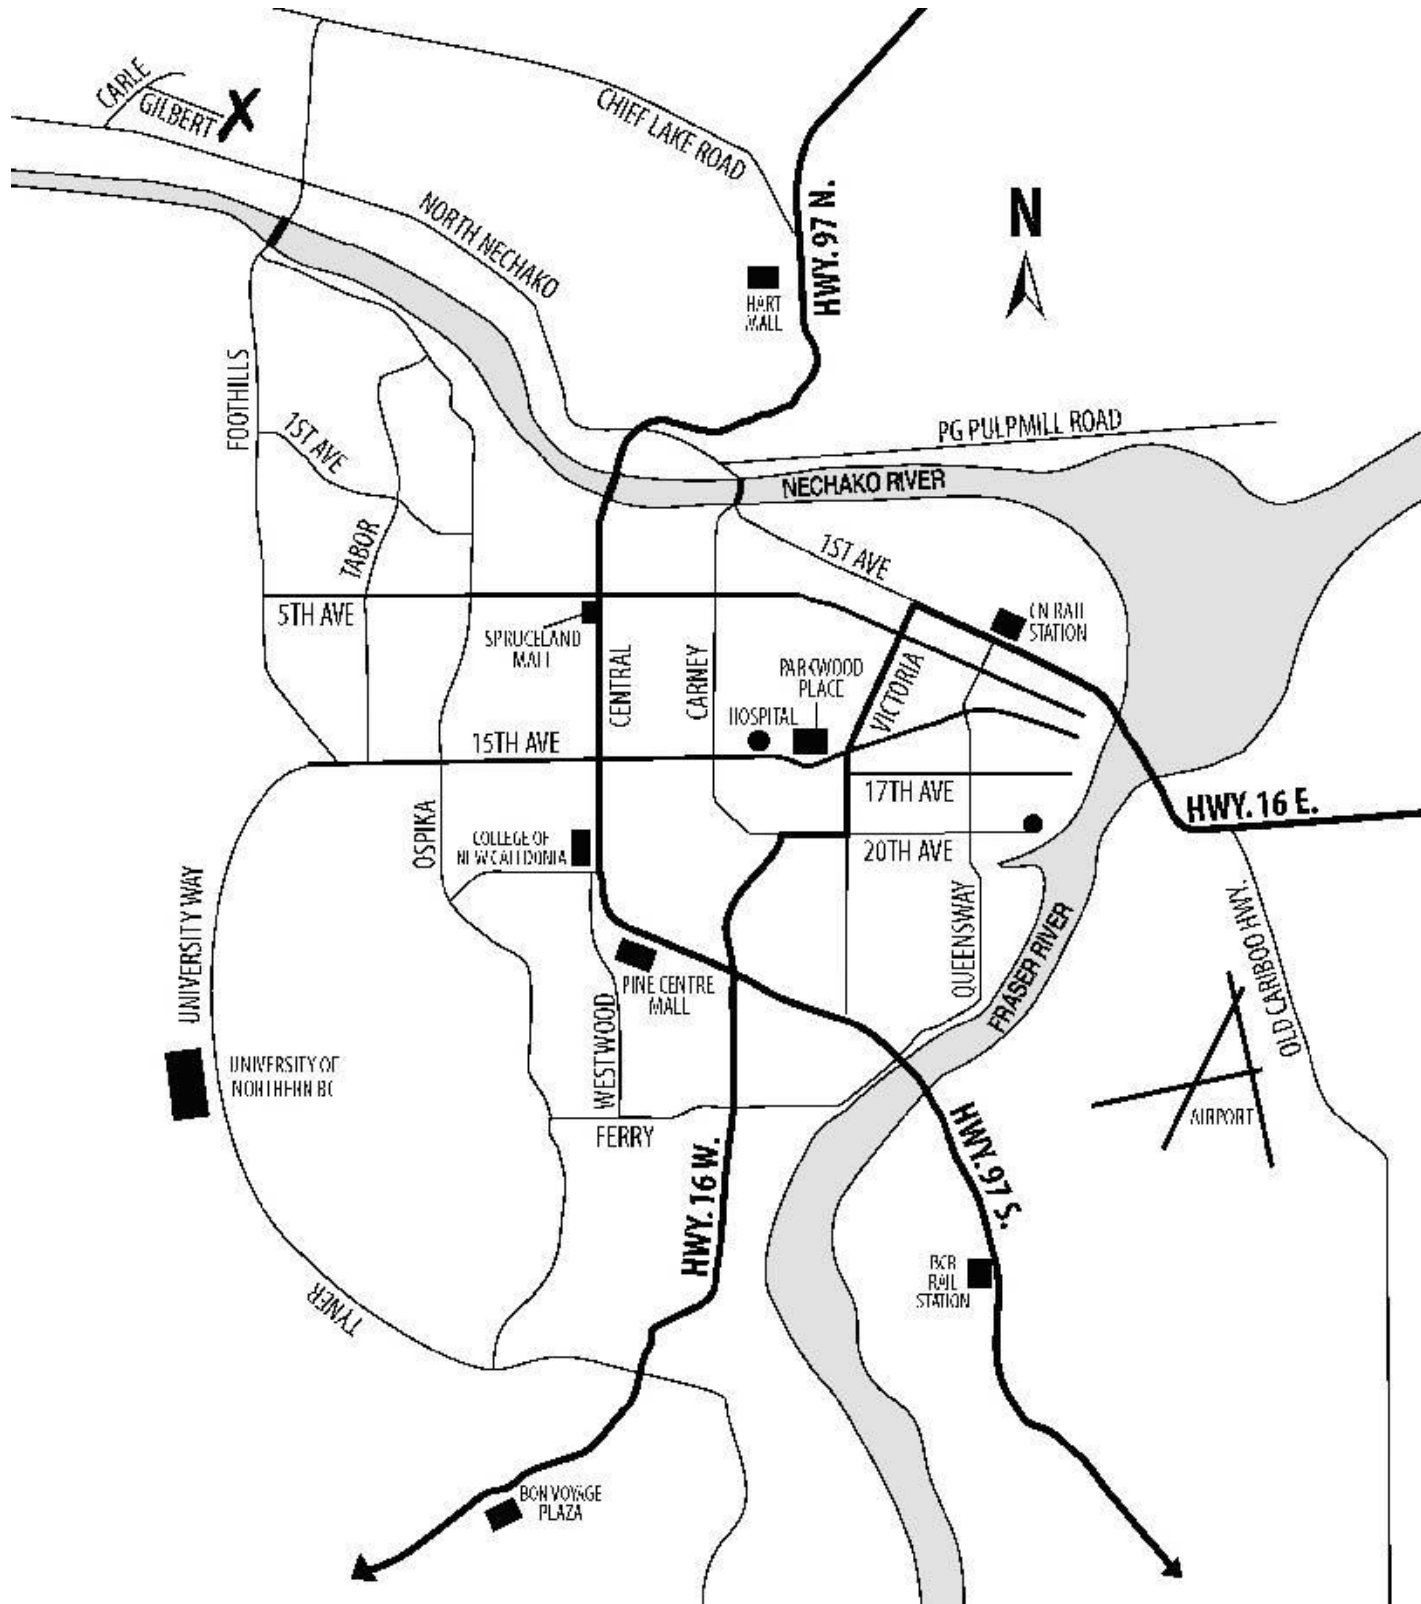 CARLE
GILBERT
CHIEF LAKE ROAD
NORTH NECHAKO
HWY. 97 N.
N
HART
MALL
FOOTHILLS
1ST AVE
TABOR
PG PULPMILL ROAD
NECHAKO RIVER
1ST AVE
5TH AVE
SPRUCELAND
MALL
CENTRAL
CARNEY
PARKWOOD
PLACE
VICTORIA
CN RAIL
STATION
HOSPITAL
15TH AVE
17TH AVE
HWY. 16 E.
OSPIKA
COLLEGE OF
NEW CALEDONIA
20TH AVE
UNIVERSITY WAY
QUEENSWAY
FRASER RIVER
OLD CARIBOO HWY.
PINE CENTRE
MALL
WESTWOOD
UNIVERSITY OF
NORTHERN BC
FERRY
AIRPORT
HWY. 16 W.
HWY. 97 S.
BCR
RAIL
STATION
TYNER
BON VOYAGE
PLAZA